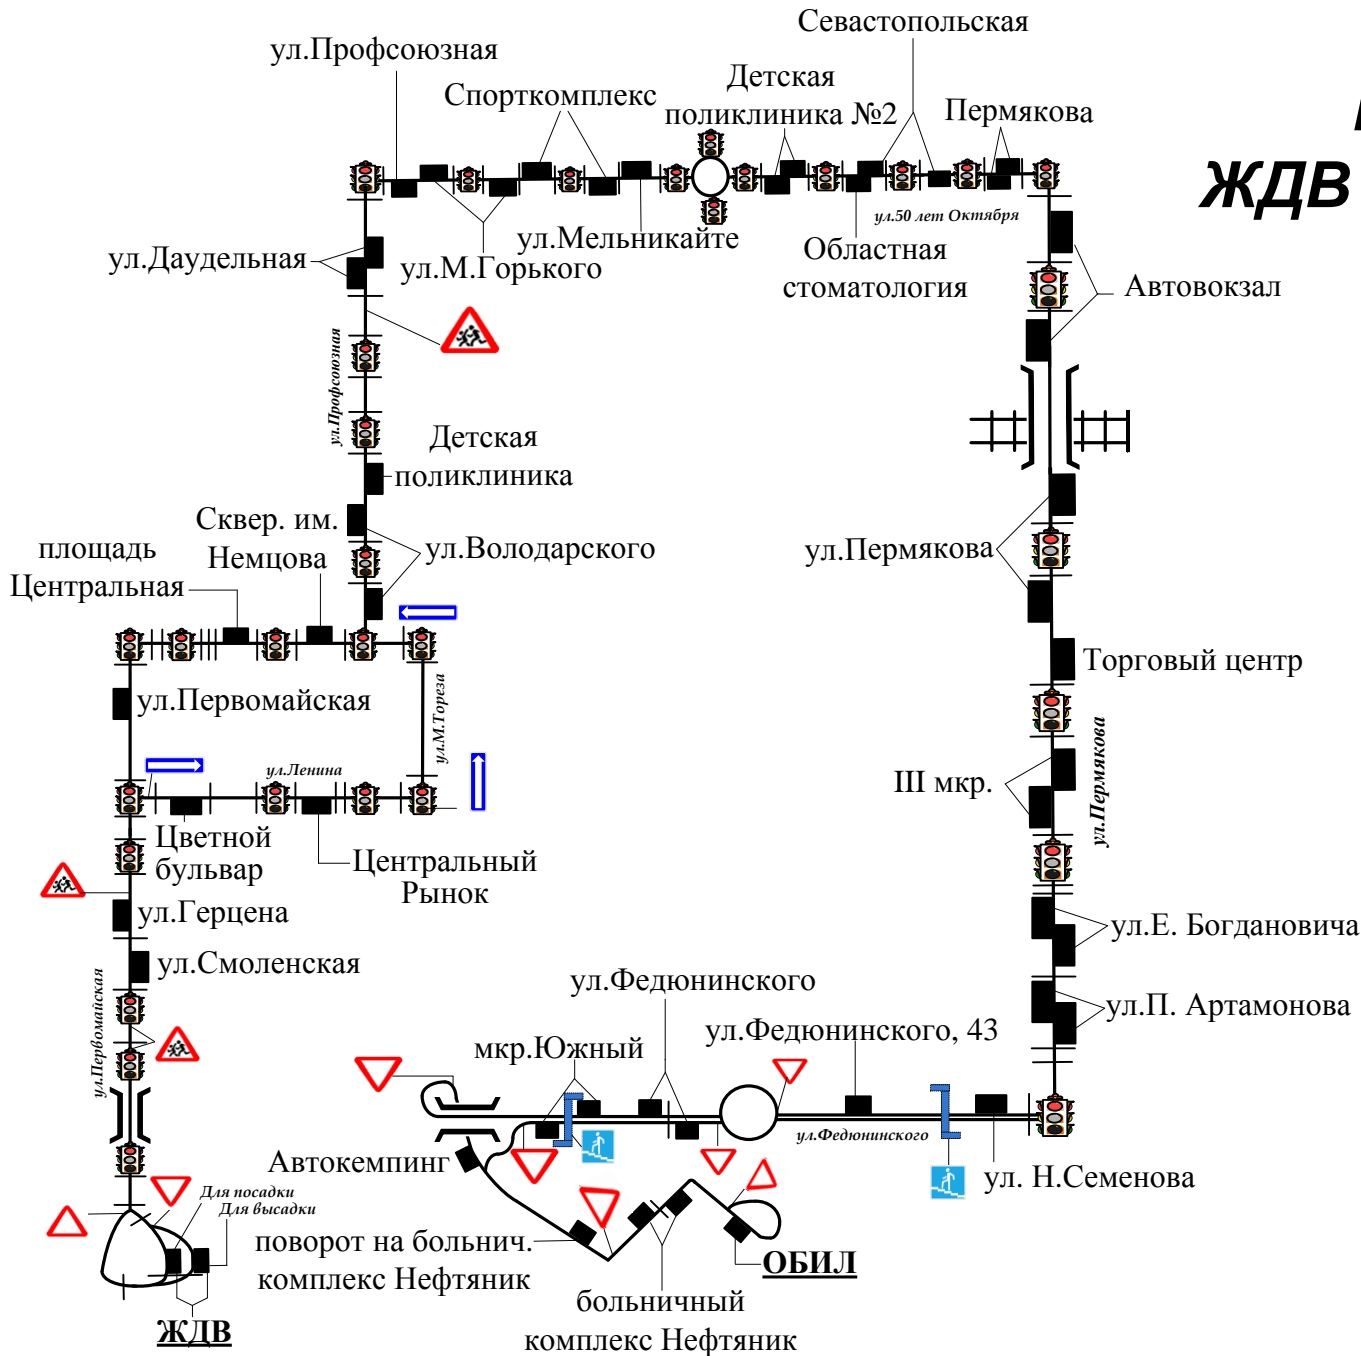 Севастопольская
ул.Профсоюзная
Детская
поликлиника №2
Спорткомплекс
Пермякова
ЖДВ
ул.50 лет Октября
ул.Мельникайте
ул.Даудельная
ул.М.Горького
Областная
стоматология
Автовокзал
ул.Профсоюзная
Детская
поликлиника
Сквер. им.
Немцова
ул.Володарского
ул.Пермякова
площадь
Центральная
Торговый центр
ул.Первомайская
ул.М.Тореза
ул.Ленина
III мкр.
ул.Пермякова
Цветной
бульвар
Центральный
Рынок
ул.Герцена
ул.Е. Богдановича
ул.Смоленская
ул.Федюнинского
ул.П. Артамонова
ул.Первомайская
мкр.Южный
ул.Федюнинского, 43
ул.Федюнинского
Автокемпинг
ул. Н.Семенова
Для посадки
Для высадки
поворот на больнич.
комплекс Нефтяник
ОБИЛ
больничный
комплекс Нефтяник
ЖДВ